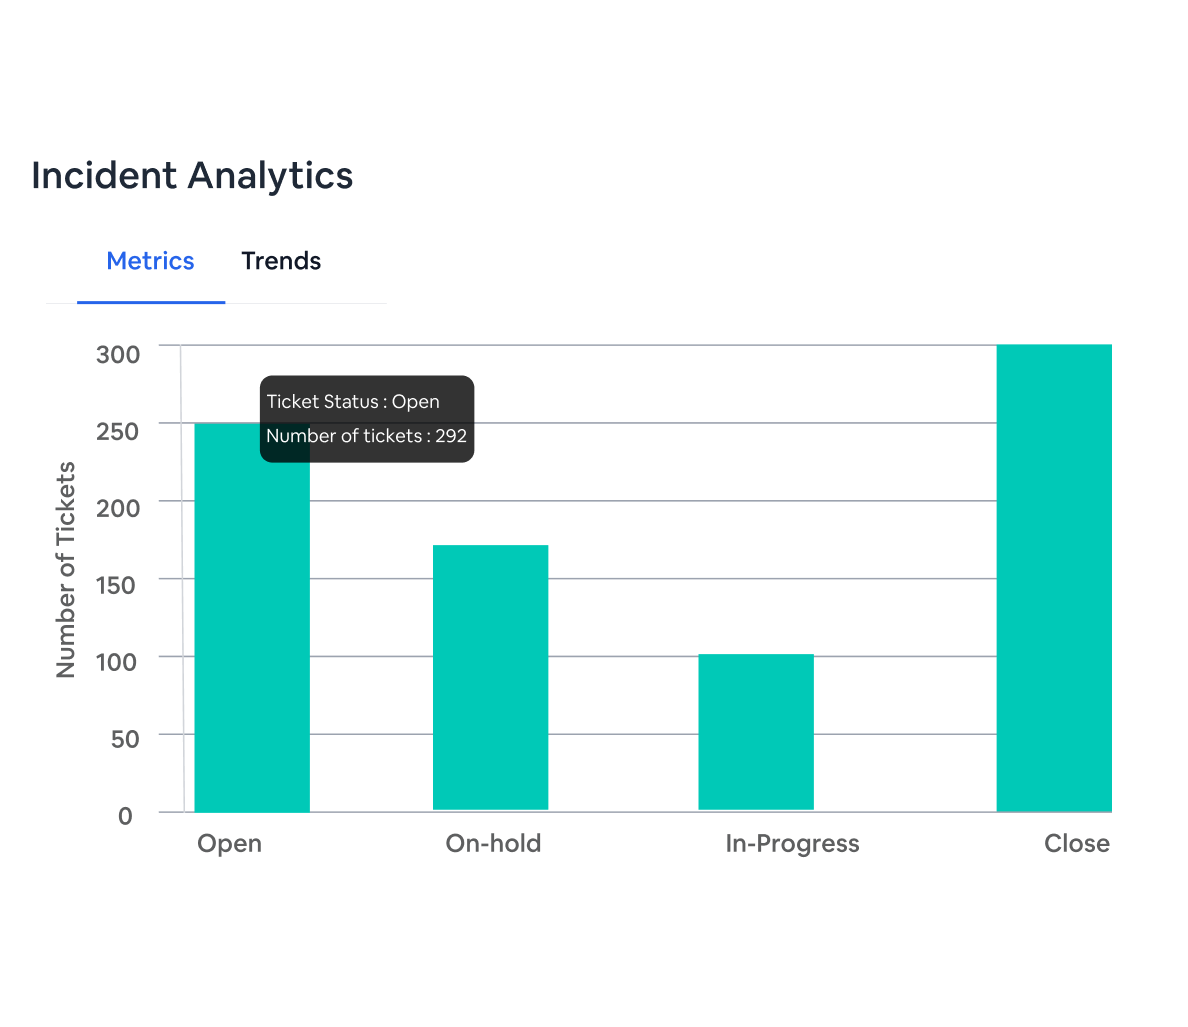 Incident Analytics
Metrics Trends
300
Ticket Status : Open
250
Number of tickets : 292
200
150
100
50
0
Number of Tickets
Open On-hold In-Progress Close